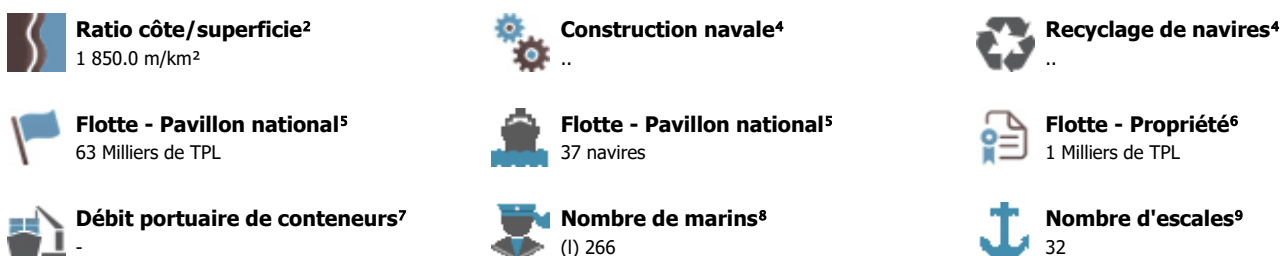 Ratio côte/superficie²
1 850.0 m/km²
Construction navale⁴
..
Recyclage de navires⁴
..
Flotte - Pavillon national⁵
63 Milliers de TPL
Flotte - Pavillon national⁵
37 navires
Flotte - Propriété⁶
1 Milliers de TPL
Débit portuaire de conteneurs⁷
-
Nombre de marins⁸
(l) 266
Nombre d'escales⁹
32